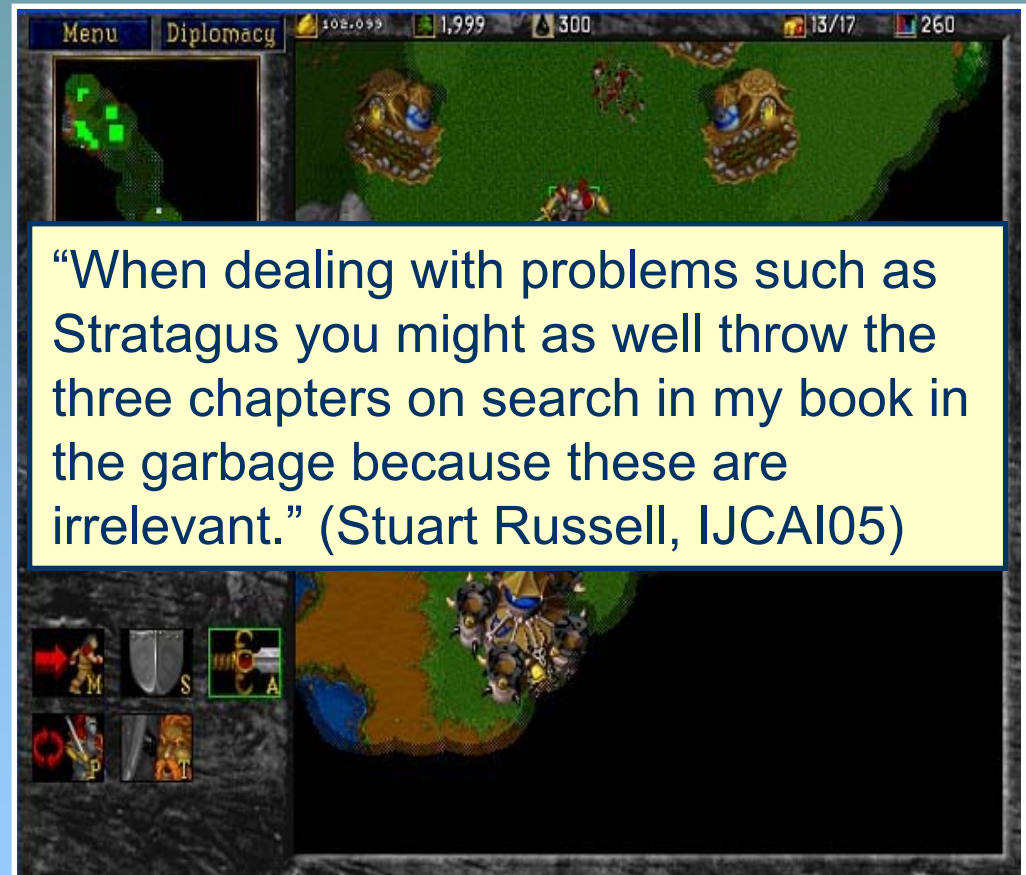 Menu Diplomacy 102,099 1,999 300 13/17 260
“When dealing with problems such as
Stratagus you might as well throw the
three chapters on search in my book in
the garbage because these are
irrelevant.” (Stuart Russell, IJCAI05)
M S A
P T